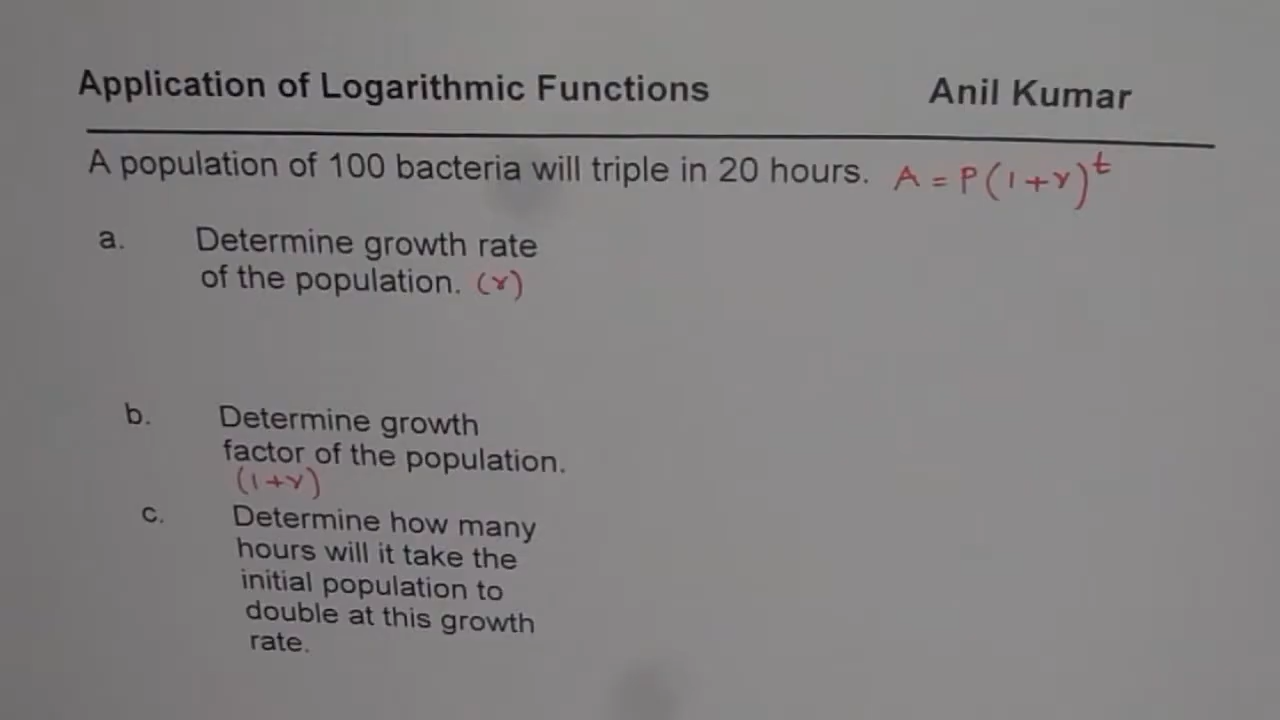 Application of Logarithmic Functions Anil Kumar
A population of 100 bacteria will triple in 20 hours. A = P(1+r)^t
a. Determine growth rate
of the population. (r)
b. Determine growth
factor of the population.
(1+r)
c. Determine how many
hours will it take the
initial population to
double at this growth
rate.